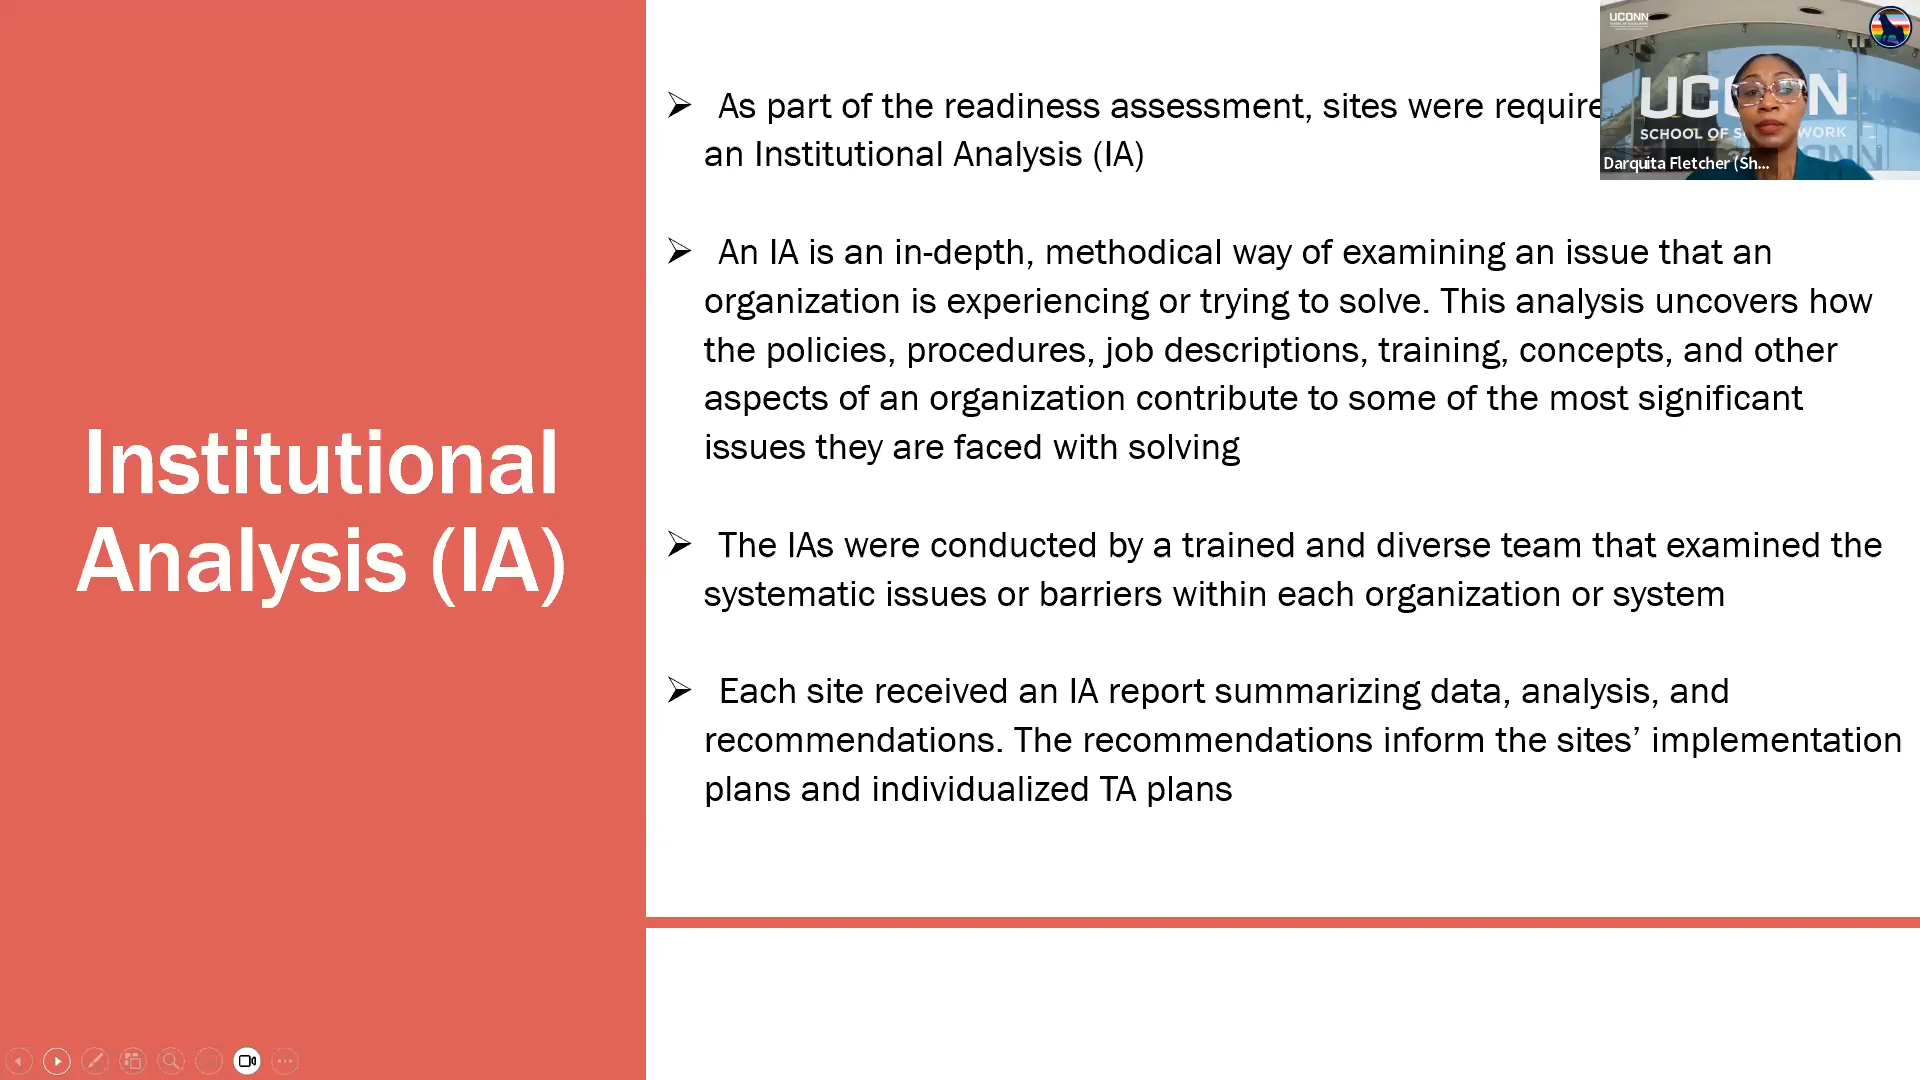 Institutional
Analysis (IA)
➢ As part of the readiness assessment, sites were require
an Institutional Analysis (IA)
➢ An IA is an in-depth, methodical way of examining an issue that an
organization is experiencing or trying to solve. This analysis uncovers how
the policies, procedures, job descriptions, training, concepts, and other
aspects of an organization contribute to some of the most significant
issues they are faced with solving
➢ The IAs were conducted by a trained and diverse team that examined the
systematic issues or barriers within each organization or system
➢ Each site received an IA report summarizing data, analysis, and
recommendations. The recommendations inform the sites’ implementation
plans and individualized TA plans
UCONN
UC N
SCHOOL OF S WORK
Darquita Fletcher (Sh...